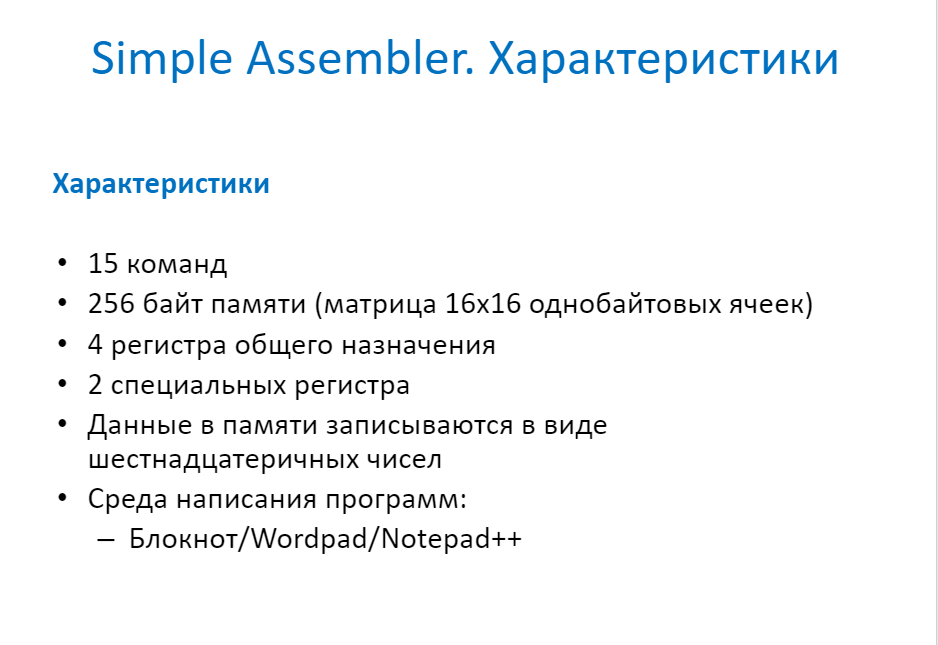 Simple Assembler. Характеристики
Характеристики
• 15 команд
• 256 байт памяти (матрица 16х16 однобайтовых ячеек)
• 4 регистра общего назначения
• 2 специальных регистра
• Данные в памяти записываются в виде
шестнадцатеричных чисел
• Среда написания программ:
– Блокнот/Wordpad/Notepad++